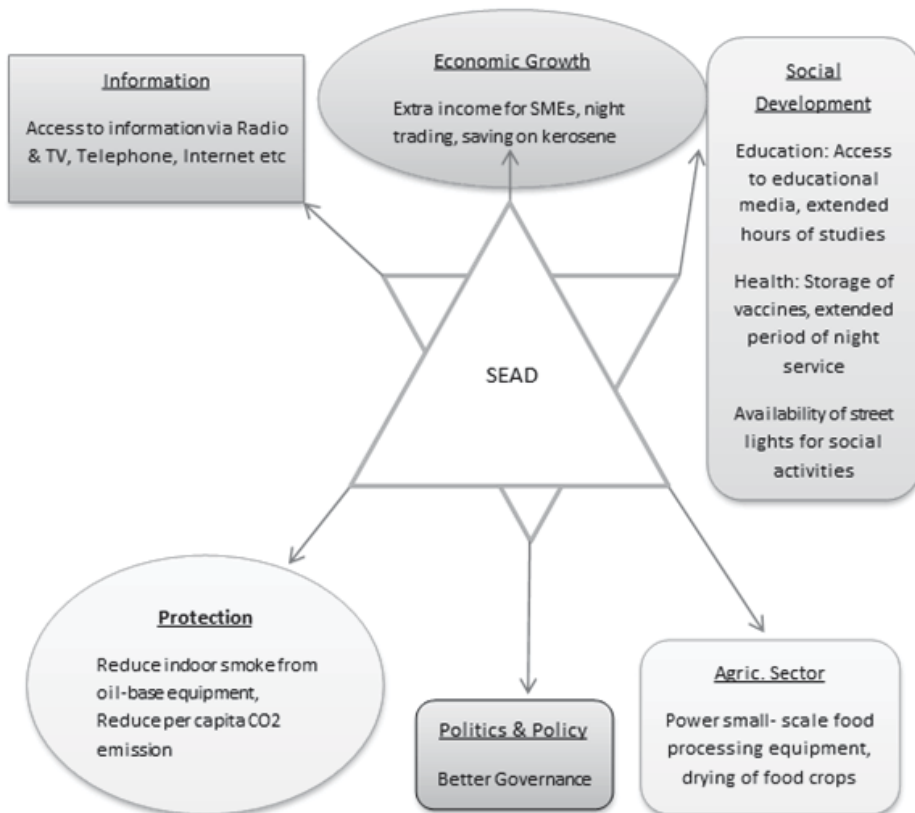 Information
Access to information via Radio
& TV, Telephone, Internet etc
Economic Growth
Extra income for SMEs, night
trading, saving on kerosene
Social
Development
Education: Access
to educational
media, extended
hours of studies
Health: Storage of
vaccines, extended
period of night
service
Availability of street
lights for social
activities
SEAD
Protection
Reduce indoor smoke from
oil-base equipment,
Reduce per capita CO2
emission
Politics & Policy
Better Governance
Agric. Sector
Power small- scale food
processing equipment,
drying of food crops